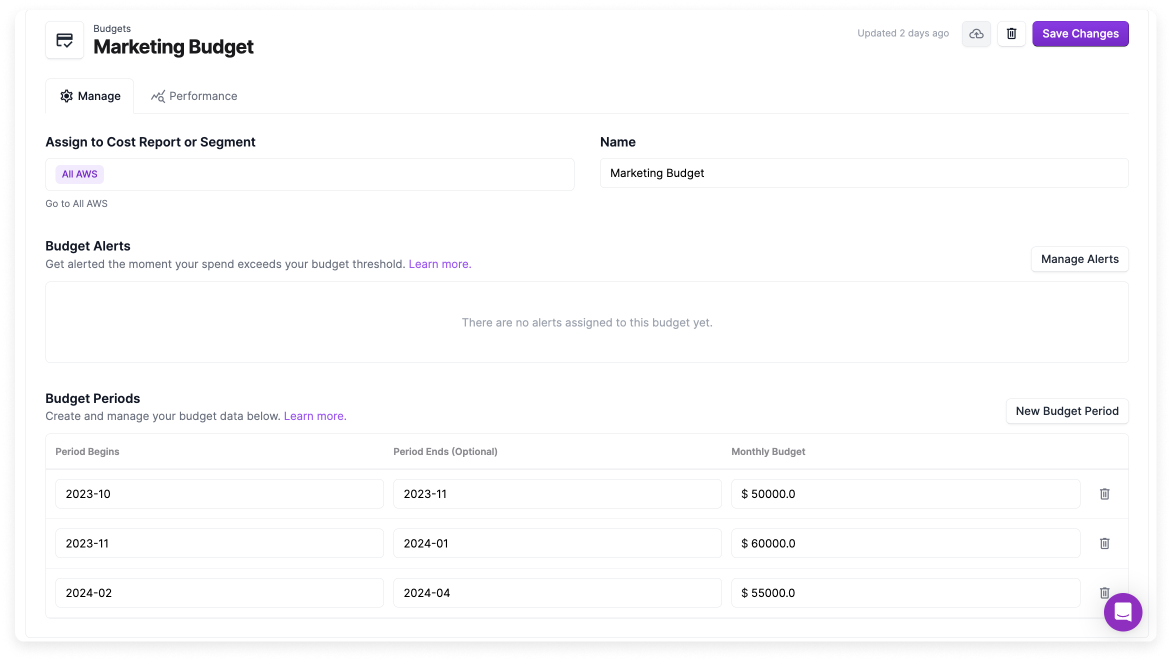 Budgets
Marketing Budget
Updated 2 days ago
Save Changes
Manage
Performance
Assign to Cost Report or Segment
Name
All AWS
Marketing Budget
Go to All AWS
Budget Alerts
Get alerted the moment your spend exceeds your budget threshold. Learn more.
Manage Alerts
There are no alerts assigned to this budget yet.
Budget Periods
Create and manage your budget data below. Learn more.
New Budget Period
Period Begins Period Ends (Optional) Monthly Budget
2023-10 2023-11 $ 50000.0
2023-11 2024-01 $ 60000.0
2024-02 2024-04 $ 55000.0